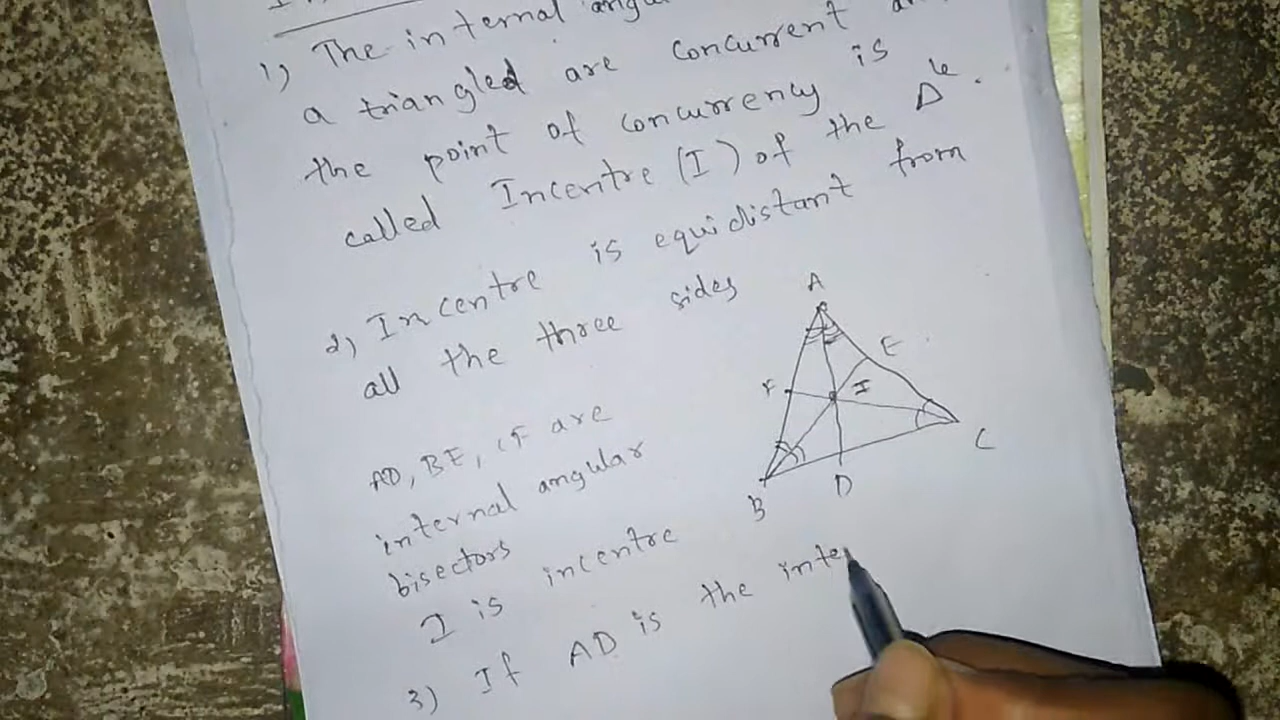 1) The internal angu
a triangled are concurrent
the point of concurrency is
called Incentre (I) of the Δle.
2) Incentre is equidistant from
all the three sides
A
E
F
I
C
B
D
AD, BE, CF are
internal angular
bisectors
I is incentre
3) If AD is the inte